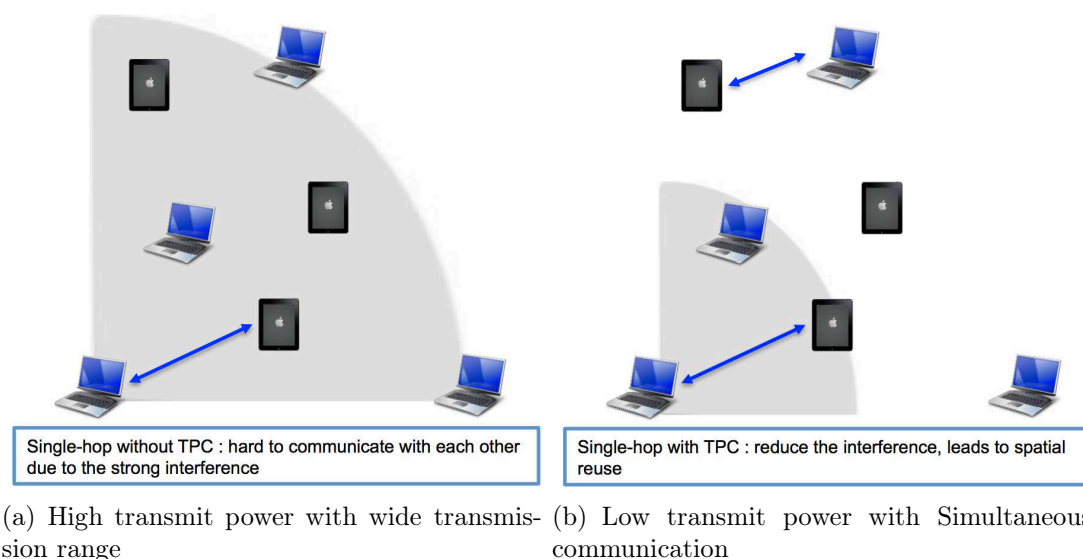 Single-hop without TPC : hard to communicate with each other
due to the strong interference
Single-hop with TPC : reduce the interference, leads to spatial
reuse
(a) High transmit power with wide transmis-
sion range
(b) Low transmit power with Simultaneous
communication